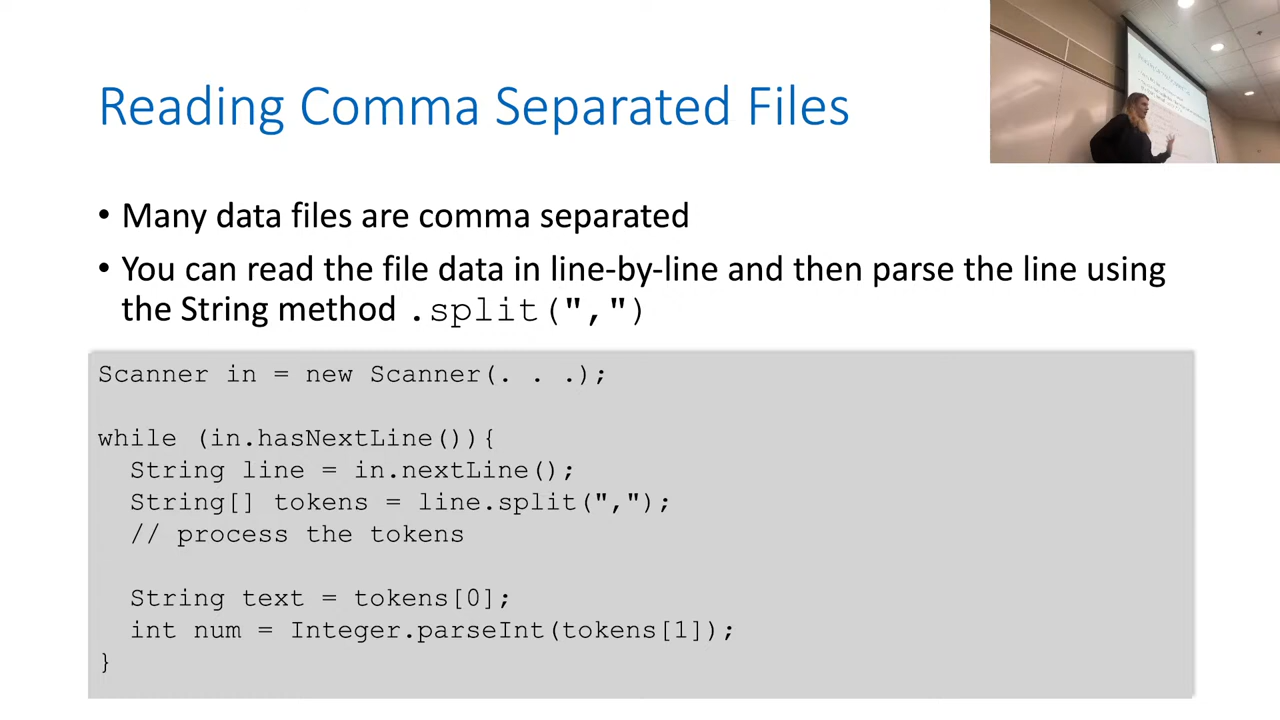 Reading Comma Separated Files
• Many data files are comma separated
• You can read the file data in line-by-line and then parse the line using
the String method .split(",")
Scanner in = new Scanner(. . .);
while (in.hasNextLine()){
String line = in.nextLine();
String[] tokens = line.split(",");
// process the tokens
String text = tokens[0];
int num = Integer.parseInt(tokens[1]);
}